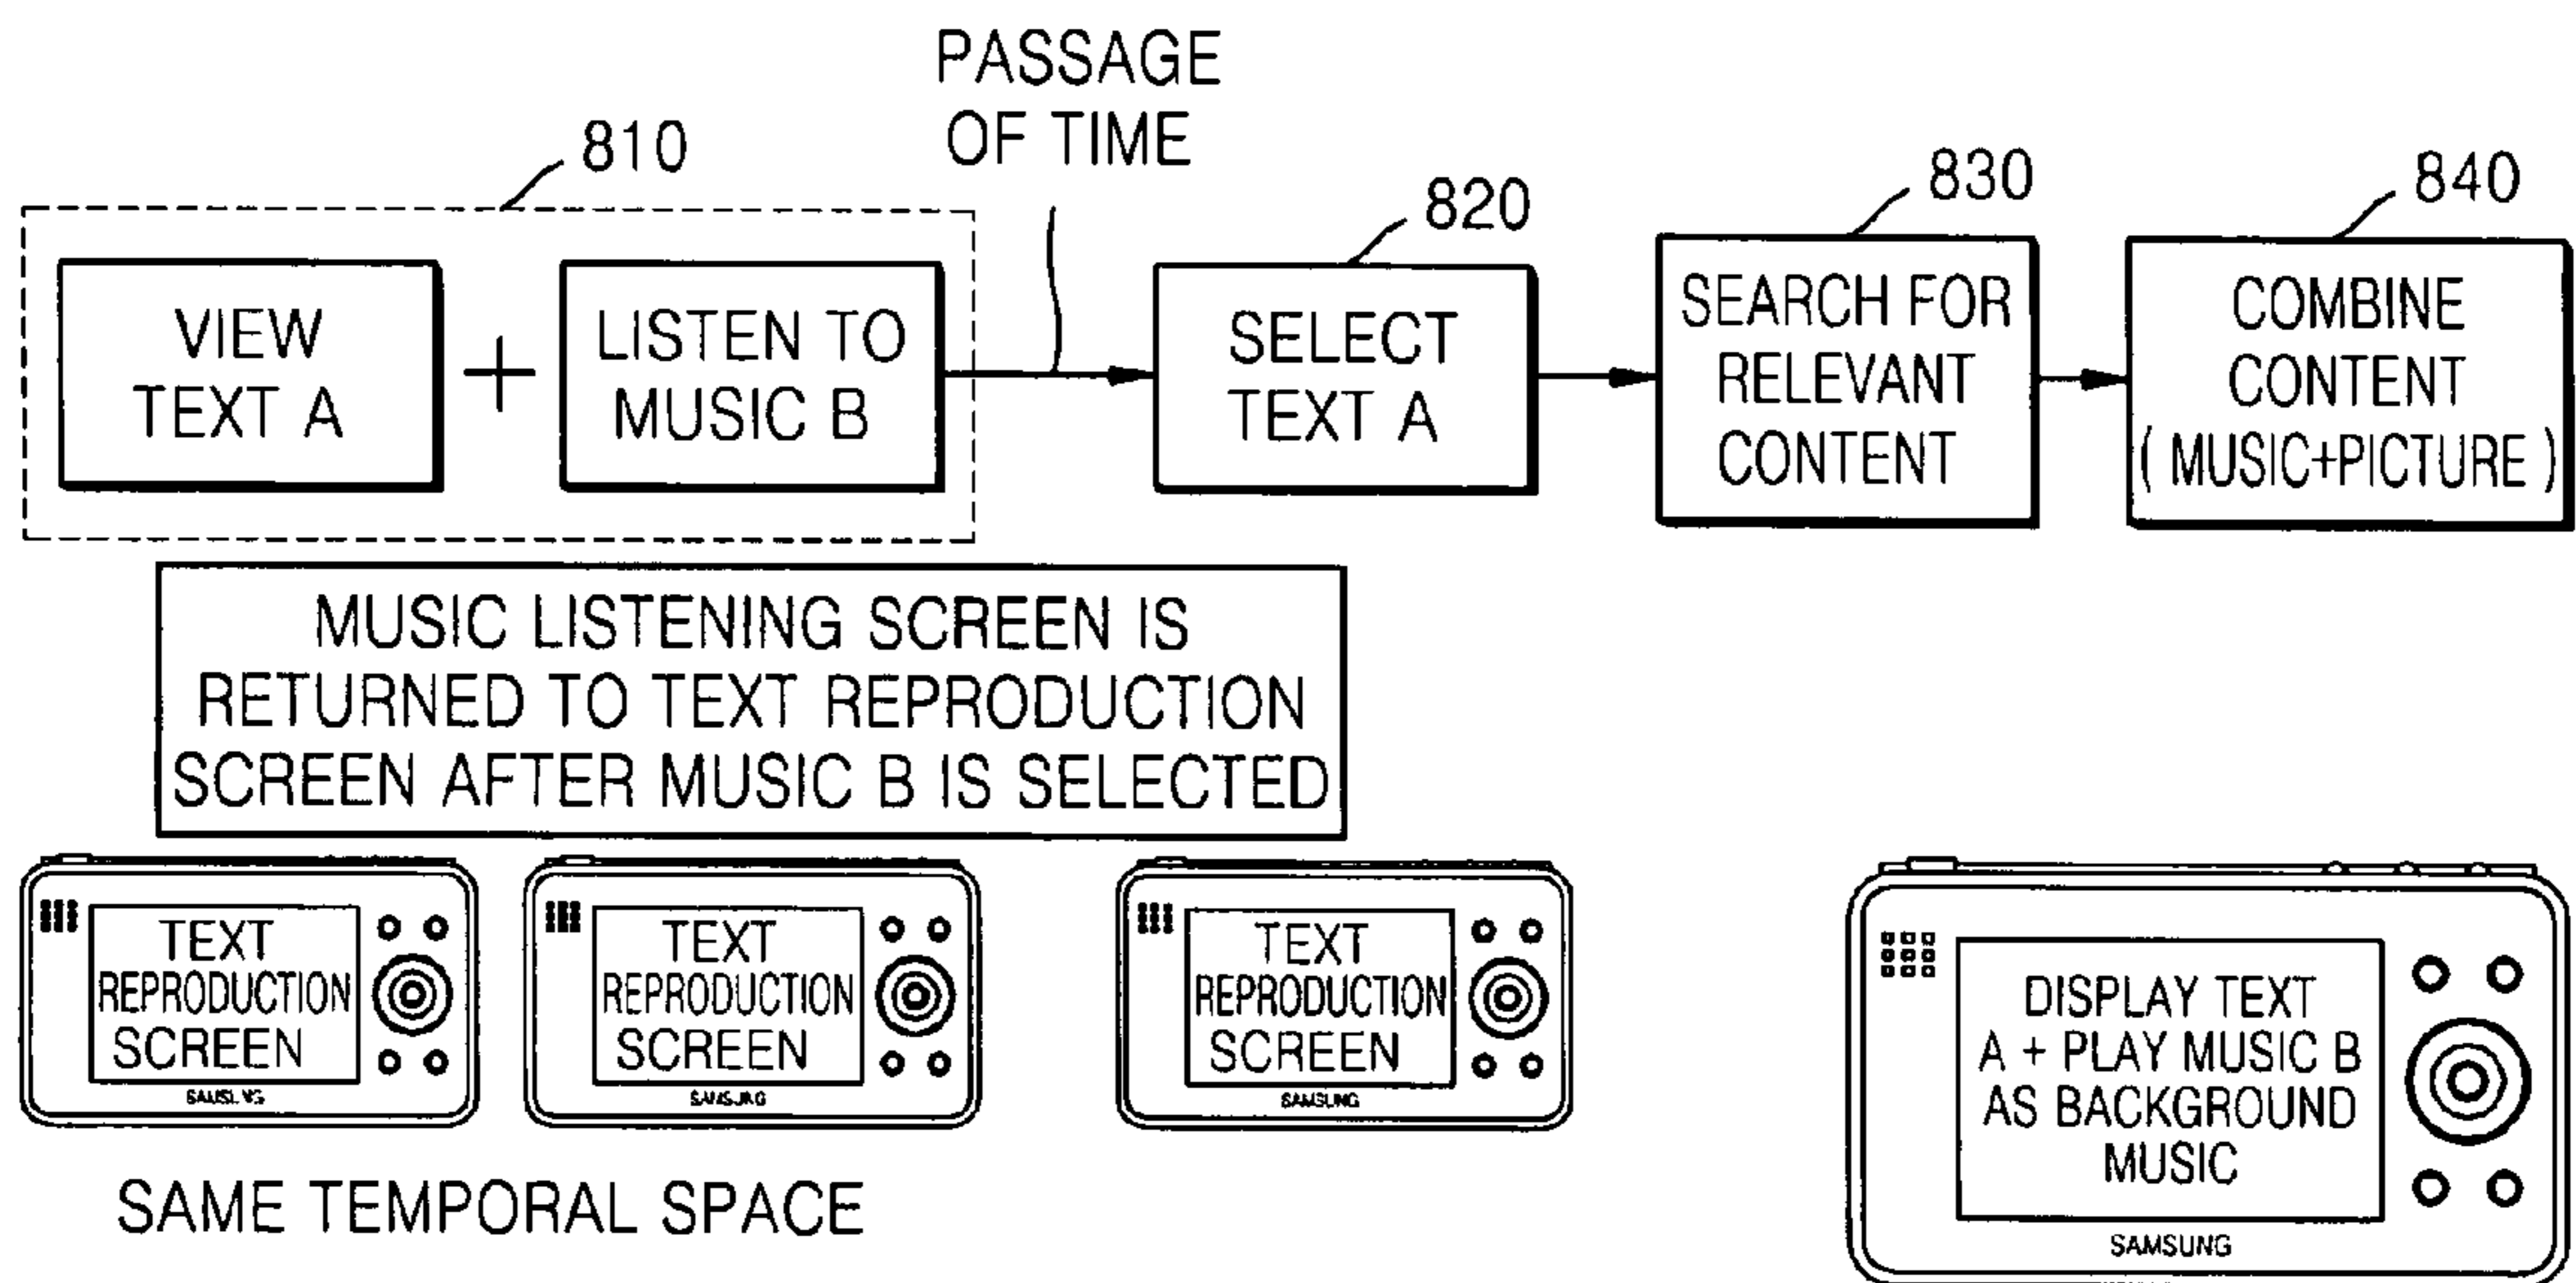 PASSAGE
OF TIME
810
820
830
840
VIEW
TEXT A
+
LISTEN TO
MUSIC B
SELECT
TEXT A
SEARCH FOR
RELEVANT
CONTENT
COMBINE
CONTENT
( MUSIC+PICTURE )
MUSIC LISTENING SCREEN IS
RETURNED TO TEXT REPRODUCTION
SCREEN AFTER MUSIC B IS SELECTED
TEXT
REPRODUCTION
SCREEN
SAMSUNG
TEXT
REPRODUCTION
SCREEN
SAMSUNG
TEXT
REPRODUCTION
SCREEN
SAMSUNG
DISPLAY TEXT
A + PLAY MUSIC B
AS BACKGROUND
MUSIC
SAMSUNG
SAME TEMPORAL SPACE